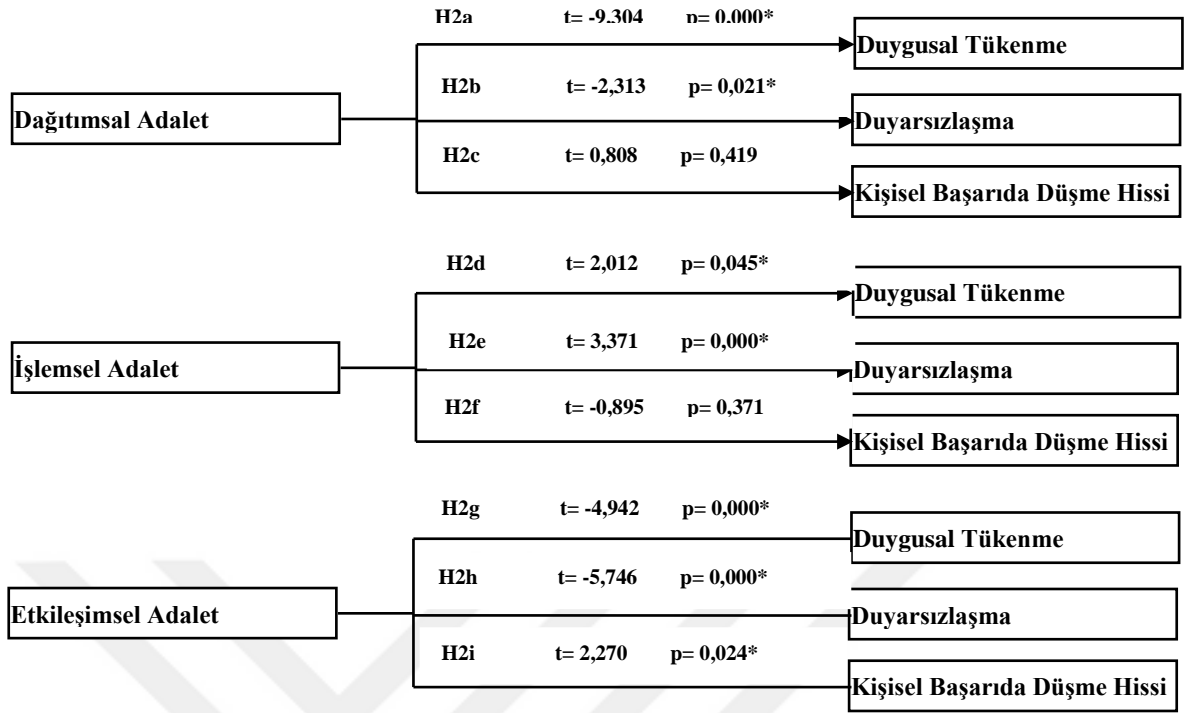 H2a t= -9,304 p= 0,000*
Duygusal Tükenme
H2b t= -2,313 p= 0,021*
Dağıtımsal Adalet
Duyarsızlaşma
H2c t= 0,808 p= 0,419
Kişisel Başarıda Düşme Hissi
H2d t= 2,012 p= 0,045*
Duygusal Tükenme
H2e t= 3,371 p= 0,000*
İşlemsel Adalet
Duyarsızlaşma
H2f t= -0,895 p= 0,371
Kişisel Başarıda Düşme Hissi
H2g t= -4,942 p= 0,000*
Duygusal Tükenme
H2h t= -5,746 p= 0,000*
Etkileşimsel Adalet
Duyarsızlaşma
H2i t= 2,270 p= 0,024*
Kişisel Başarıda Düşme Hissi